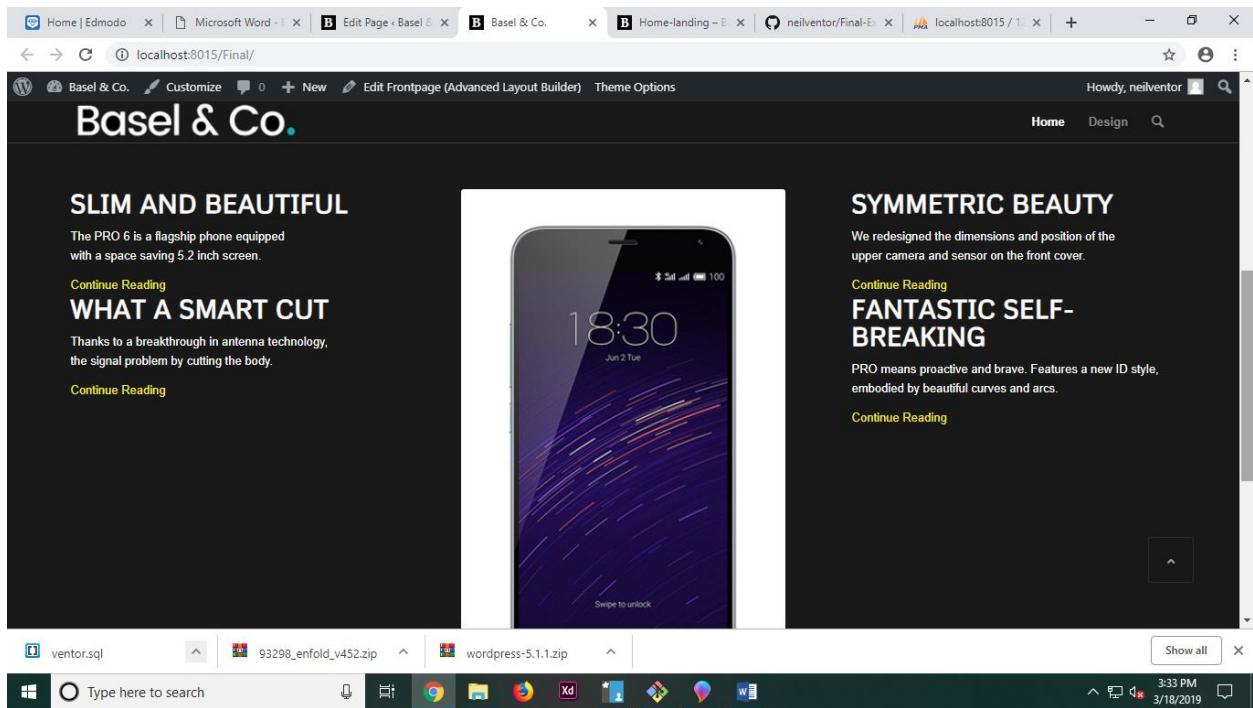 Home | Edmodo
Microsoft Word -
Edit Page ‹ Basel &
Basel & Co.
Home-landing – B
neilventor/Final-E
localhost:8015 / 12
localhost:8015/Final/
Basel & Co. Customize 0 New Edit Frontpage (Advanced Layout Builder) Theme Options Howdy, neilventor
Basel & Co.
Home Design
SLIM AND BEAUTIFUL
The PRO 6 is a flagship phone equipped
with a space saving 5.2 inch screen.
Continue Reading
WHAT A SMART CUT
Thanks to a breakthrough in antenna technology,
the signal problem by cutting the body.
Continue Reading
100
18:30
Jun 2 Tue
Swipe to unlock
SYMMETRIC BEAUTY
We redesigned the dimensions and position of the
upper camera and sensor on the front cover.
Continue Reading
FANTASTIC SELF-
BREAKING
PRO means proactive and brave. Features a new ID style,
embodied by beautiful curves and arcs.
Continue Reading
ventor.sql
93298_enfold_v452.zip
wordpress-5.1.1.zip
Show all
Type here to search
Xd
3:33 PM
3/18/2019